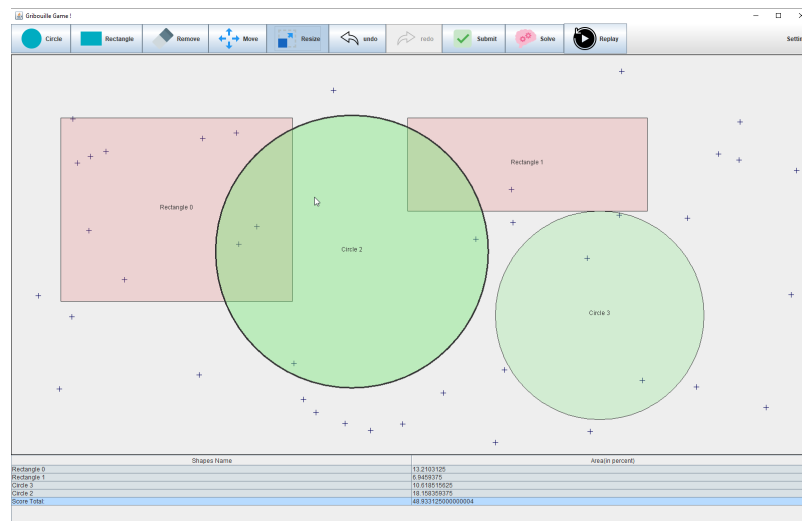 Gribouille Game !
Circle Rectangle Remove Move Resize undo redo Submit Solve Replay Settin
Rectangle 1
Rectangle 0
Circle 2
Circle 3
Shapes Name Area(in percent)
Rectangle 0 13.2103125
Rectangle 1 6.9459375
Circle 3 10.618515625
Circle 2 18.158359375
Score Total: 48.933125000000004